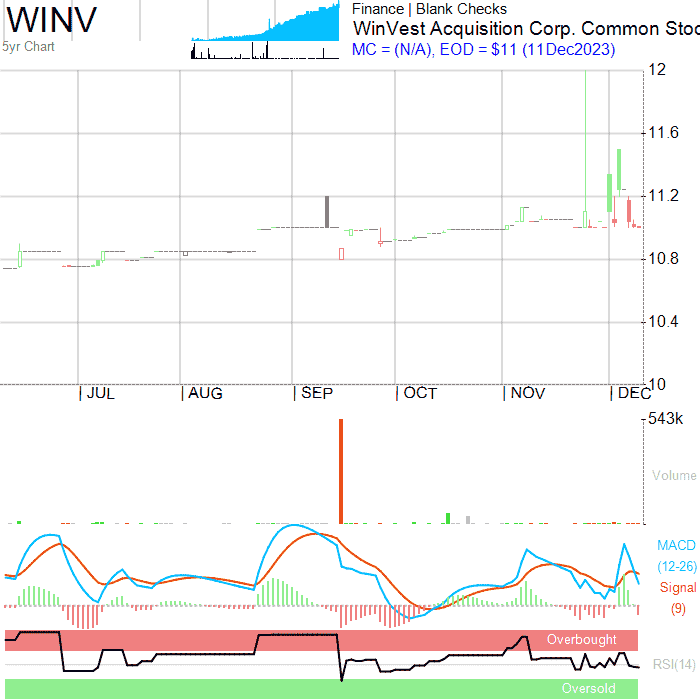 WINV
5yr Chart
Finance | Blank Checks
WinVest Acquisition Corp. Common Stoc
MC = (N/A), EOD = $11 (11Dec2023)
12
11.6
11.2
10.8
10.4
10
| JUL | AUG | SEP | OCT | NOV | DEC
543k
Volume
MACD
(12-26)
Signal
(9)
Overbought
RSI(14)
Oversold